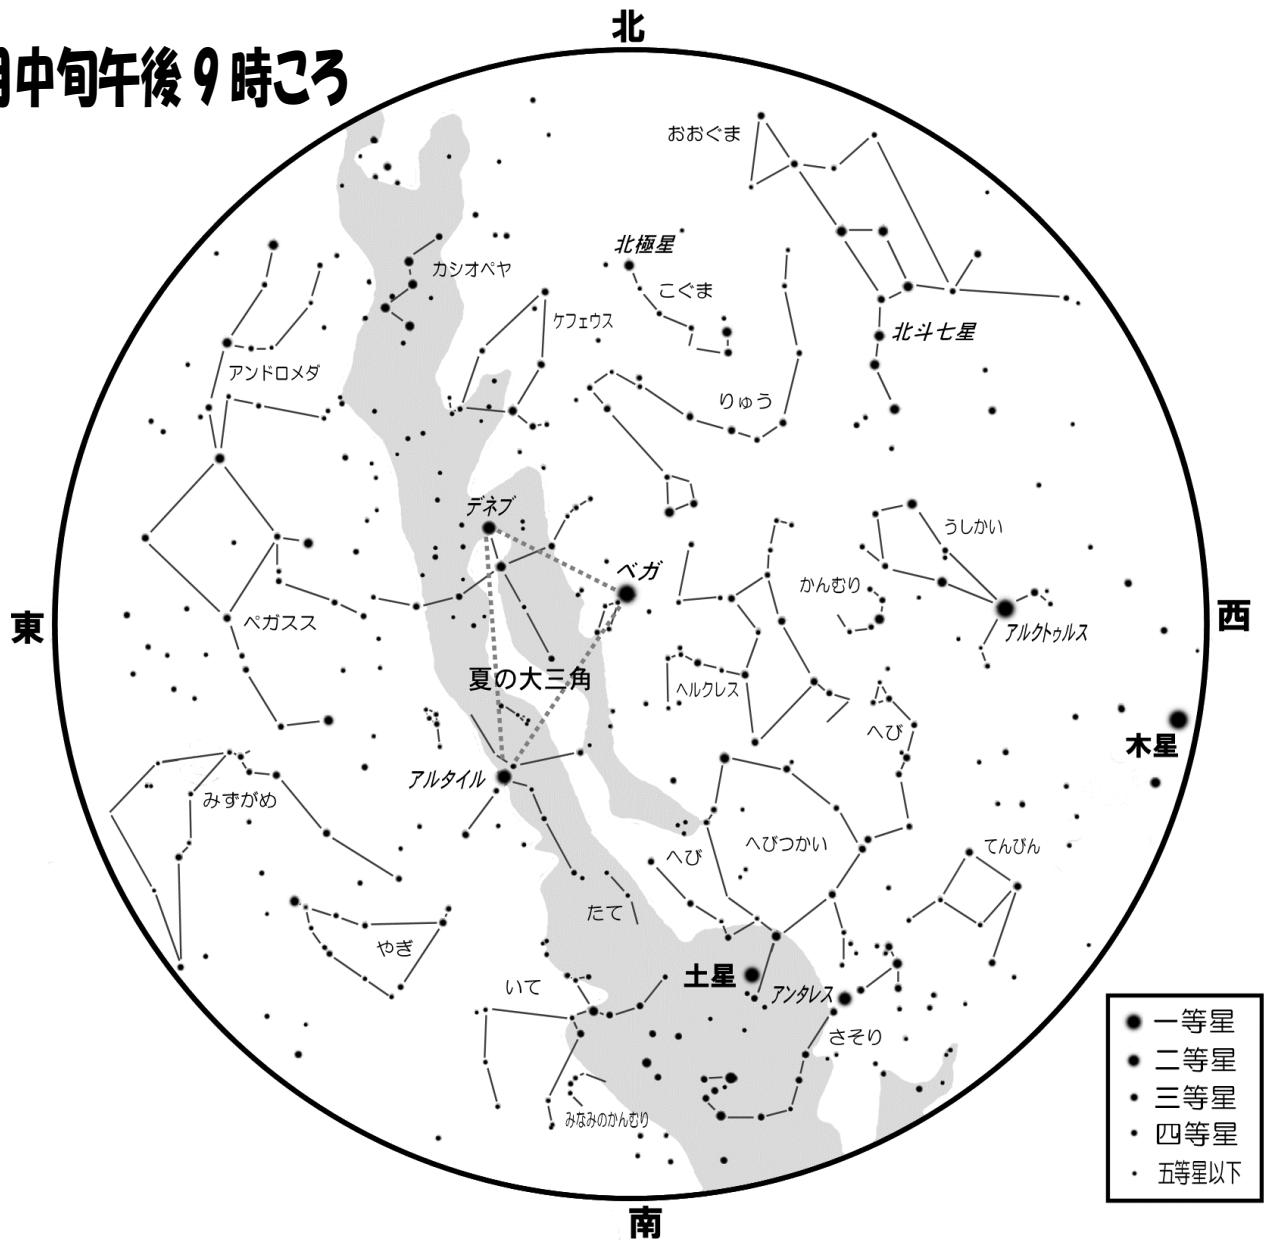 北
月中旬午後9時ころ
おおぐま
北極星
カシオペヤ
こぐま
ケフェウス
北斗七星
アンドロメダ
りゅう
デネブ
うしかい
ベガ
かんむり
東
ペガスス
西
アルクトゥルス
夏の大三角
ヘルクレス
へび
木星
アルタイル
みずがめ
へび
へびつかい
てんびん
たて
やぎ
土星
いて
アンタレス
さそり
みなみのかんむり
一等星
二等星
三等星
四等星
五等星以下
南